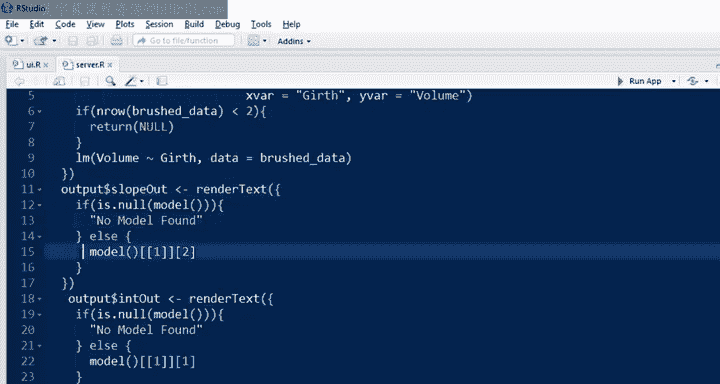 RStudio
File Edit Code View Plots Session Build Debug Tools Help
Go to file/function Addins
ui.R server.R
Run App
5 xvar = "Girth", yvar = "Volume")
6 if(nrow(brushed_data) < 2){
7 return(NULL)
8 }
9 lm(Volume ~ Girth, data = brushed_data)
10 })
11 output$slopeOut <- renderText({
12 if(is.null(model())){
13 "No Model Found"
14 } else {
15 model()[[1]][2]
16 }
17 })
18 output$intOut <- renderText({
19 if(is.null(model())){
20 "No Model Found"
21 } else {
22 model()[[1]][1]
23 }